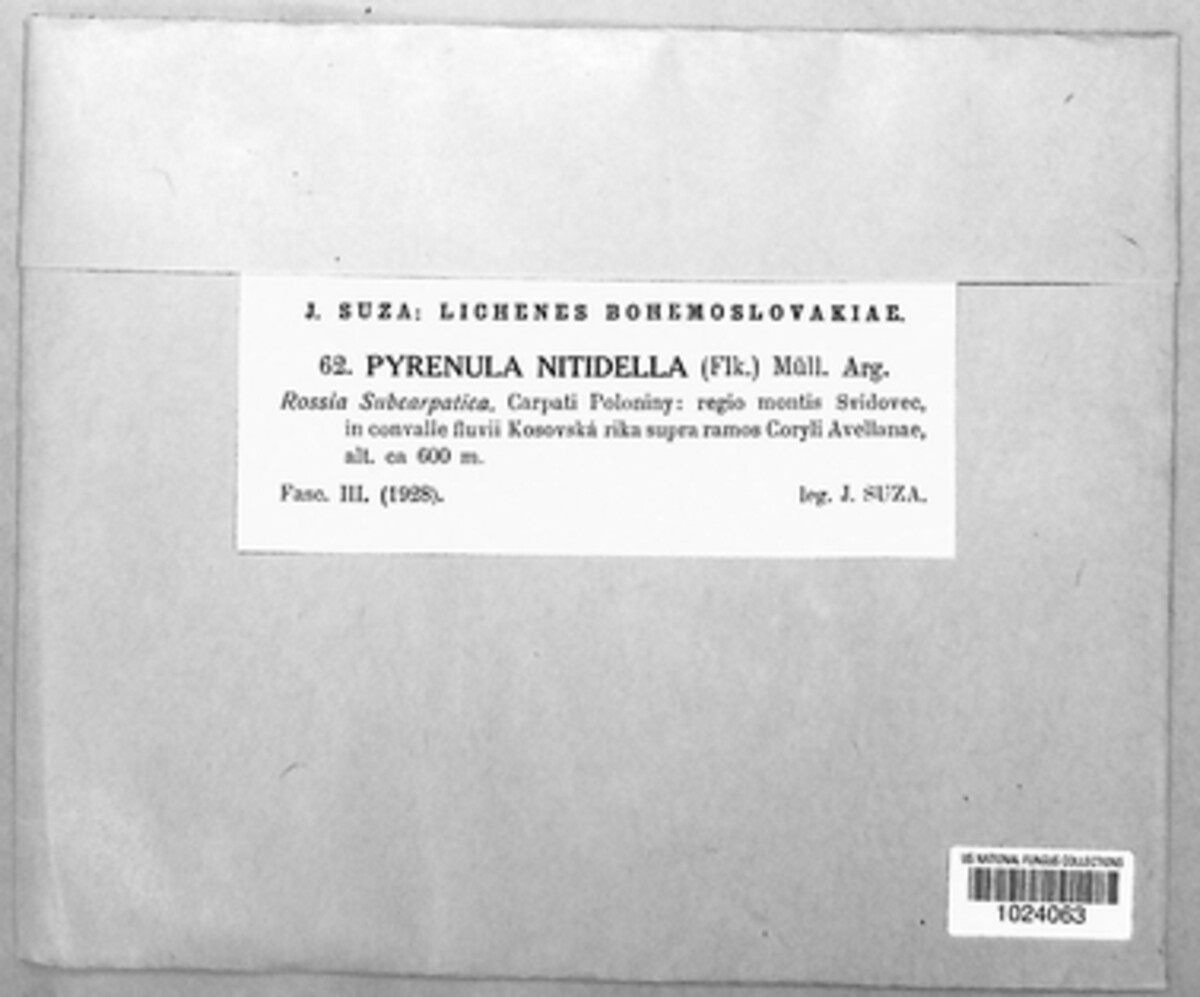 J. SUZA: LICHENES BOHEMOSLOVAKIAE.
62. PYRENULA NITIDELLA (Flk.) Müll. Arg.
Rossia Subcarpatica. Carpati Poloniny: regio montis Svidovec,
in convalle fluvii Kosovská rika supra ramos Coryli Avellanae,
alt. ca 600 m.
Fasc. III. (1928). leg. J. SUZA.
US NATIONAL FUNGUS COLLECTIONS
1024063